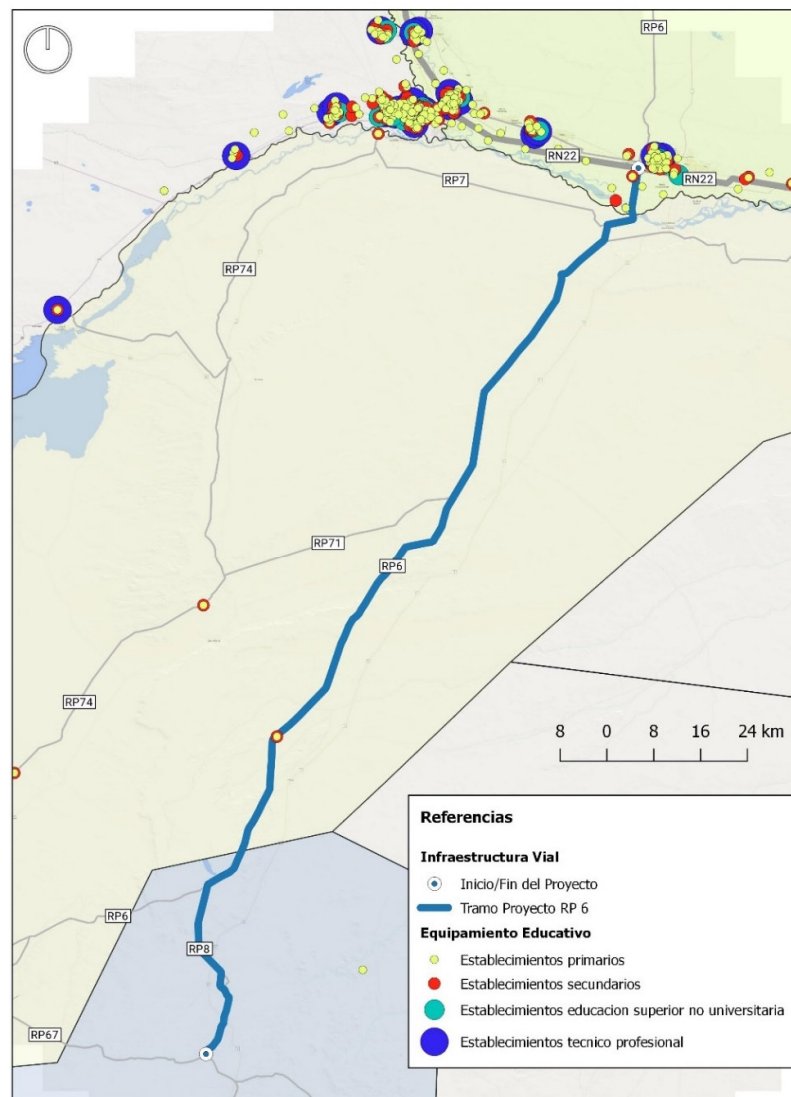 RP6
RN22
RN22
RP7
RP74
RP71
RP6
RP74
8 0 8 16 24 km
RP6
RP8
RP67
Referencias
Infraestructura Vial
Inicio/Fin del Proyecto
Tramo Proyecto RP 6
Equipamiento Educativo
Establecimientos primarios
Establecimientos secundarios
Establecimientos educacion superior no universitaria
Establecimientos tecnico profesional